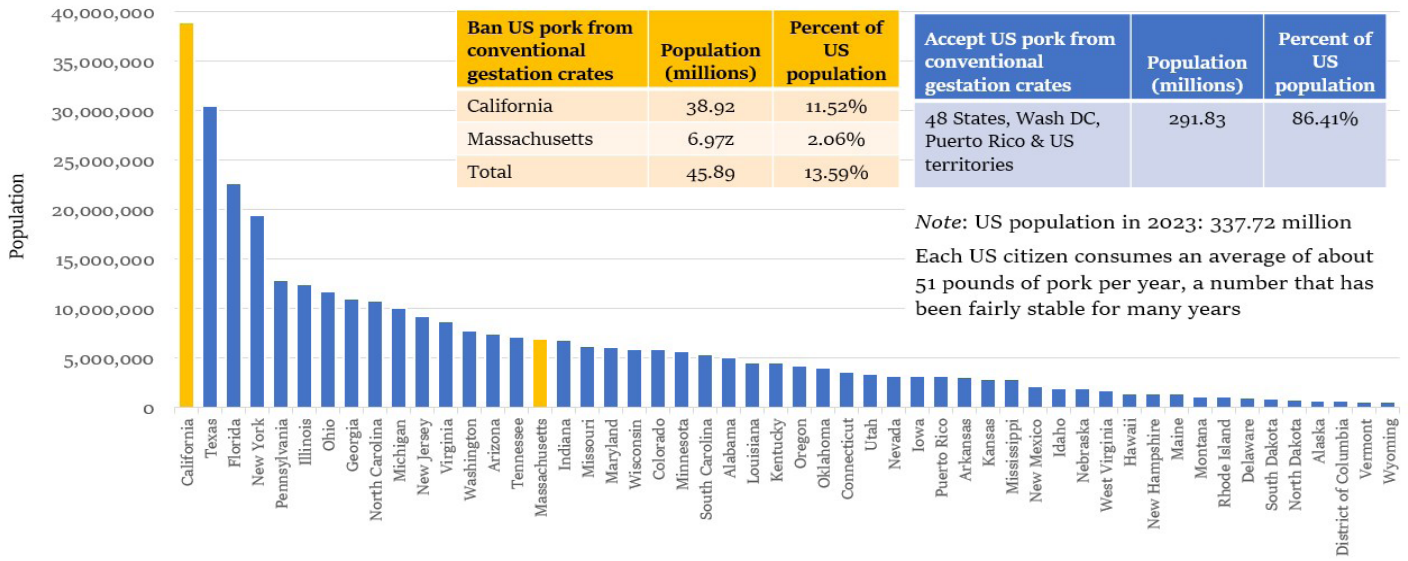 40,000,000
35,000,000
30,000,000
25,000,000
20,000,000
15,000,000
10,000,000
5,000,000
0
Population
Ban US pork from
conventional
gestation crates
Population
(millions)
Percent of
US
population
California
38.92
11.52%
Massachusetts
6.97z
2.06%
Total
45.89
13.59%
Accept US pork from
conventional
gestation crates
Population
(millions)
Percent of
US
population
48 States, Wash DC,
Puerto Rico & US
territories
291.83
86.41%
Note: US population in 2023: 337.72 million
Each US citizen consumes an average of about
51 pounds of pork per year, a number that has
been fairly stable for many years
California
Texas
Florida
New York
Pennsylvania
Illinois
Ohio
Georgia
North Carolina
Michigan
New Jersey
Virginia
Washington
Arizona
Tennessee
Massachusetts
Indiana
Missouri
Maryland
Wisconsin
Colorado
Minnesota
South Carolina
Alabama
Louisiana
Kentucky
Oregon
Oklahoma
Connecticut
Utah
Nevada
Iowa
Puerto Rico
Arkansas
Kansas
Mississippi
New Mexico
Idaho
Nebraska
West Virginia
Hawaii
New Hampshire
Maine
Montana
Rhode Island
Delaware
South Dakota
North Dakota
Alaska
District of Columbia
Vermont
Wyoming